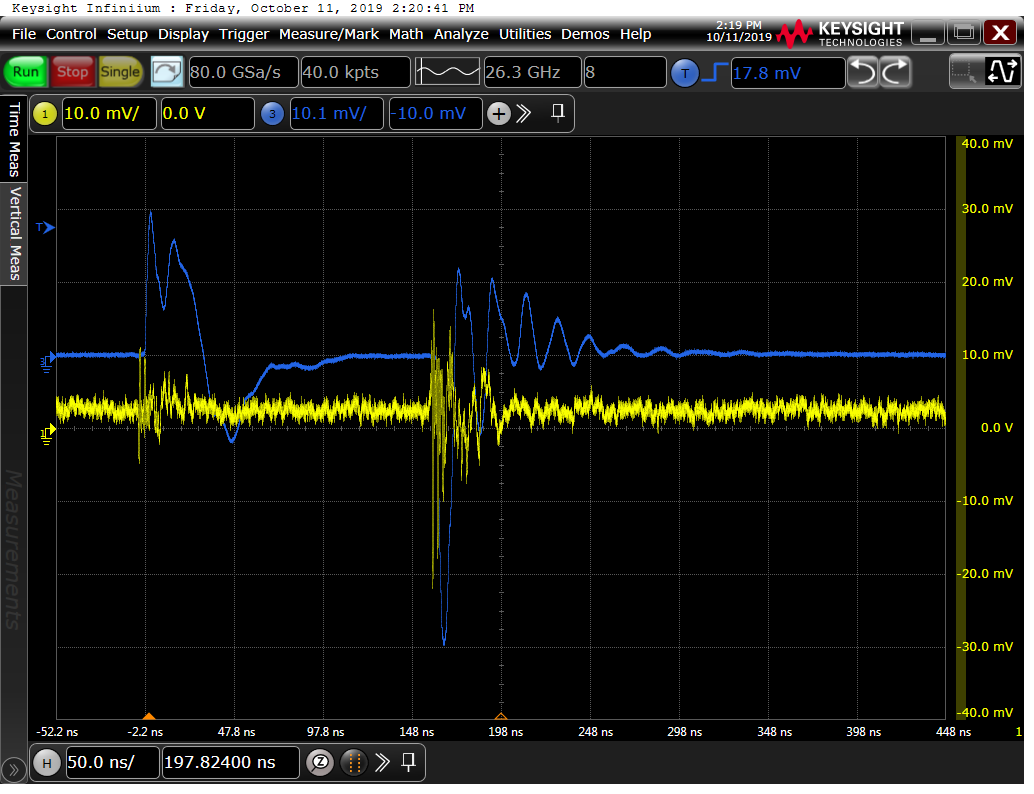 Keysight Infiniium : Friday, October 11, 2019 2:20:41 PM
File Control Setup Display Trigger Measure/Mark Math Analyze Utilities Demos Help
2:19 PM
10/11/2019
KEYSIGHT
TECHNOLOGIES
Run Stop Single 80.0 GSa/s 40.0 kpts 26.3 GHz 8 T 17.8 mV
1 10.0 mV/ 0.0 V 3 10.1 mV/ -10.0 mV
Time Meas
Vertical Meas
Measurements
40.0 mV
30.0 mV
T
20.0 mV
3
10.0 mV
1
0.0 V
-10.0 mV
-20.0 mV
-30.0 mV
-40.0 mV
-52.2 ns -2.2 ns 47.8 ns 97.8 ns 148 ns 198 ns 248 ns 298 ns 348 ns 398 ns 448 ns 1
H 50.0 ns/ 197.82400 ns Z